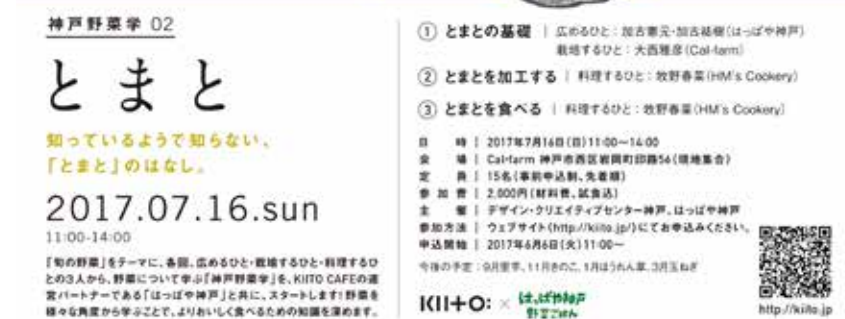 神戸野菜学 02
とまと
知っているようで知らない、
「とまと」のはなし。
2017.07.16.sun
11:00-14:00
「旬の野菜」をテーマに、各回、広めるひと・栽培するひと・料理するひ
との3人から、野菜について学ぶ「神戸野菜学」を、KIITO CAFEの運
営パートナーである「はっぱや神戸」と共に、スタートします!野菜を
様々な角度から学ぶことで、よりおいしく食べるための知識を深めます。
① とまとの基礎 | 広めるひと:加古憲元・加古祐樹(はっぱや神戸)
栽培するひと:大西雅彦(Cal-farm)
② とまとを加工する | 料理するひと:牧野春菜(HM's Cookery)
③ とまとを食べる | 料理するひと:牧野春菜(HM's Cookery)
日時 | 2017年7月16日(日)11:00〜14:00
会場 | Cal-farm 神戸市西区岩岡町印路56(現地集合)
定員 | 15名(事前申込制、先着順)
参加費 | 2,000円(材料費、試食込)
主催 | デザイン・クリエイティブセンター神戸、はっぱや神戸
参加方法 | ウェブサイト(http://kiito.jp/)にてお申込みください。
申込開始 | 2017年6月6日(火)11:00〜
今後の予定:9月里芋、11月きのこ、1月ほうれん草、3月玉ねぎ
KIITO: × はっぱや神戸
野菜ごはん
http://kiito.jp